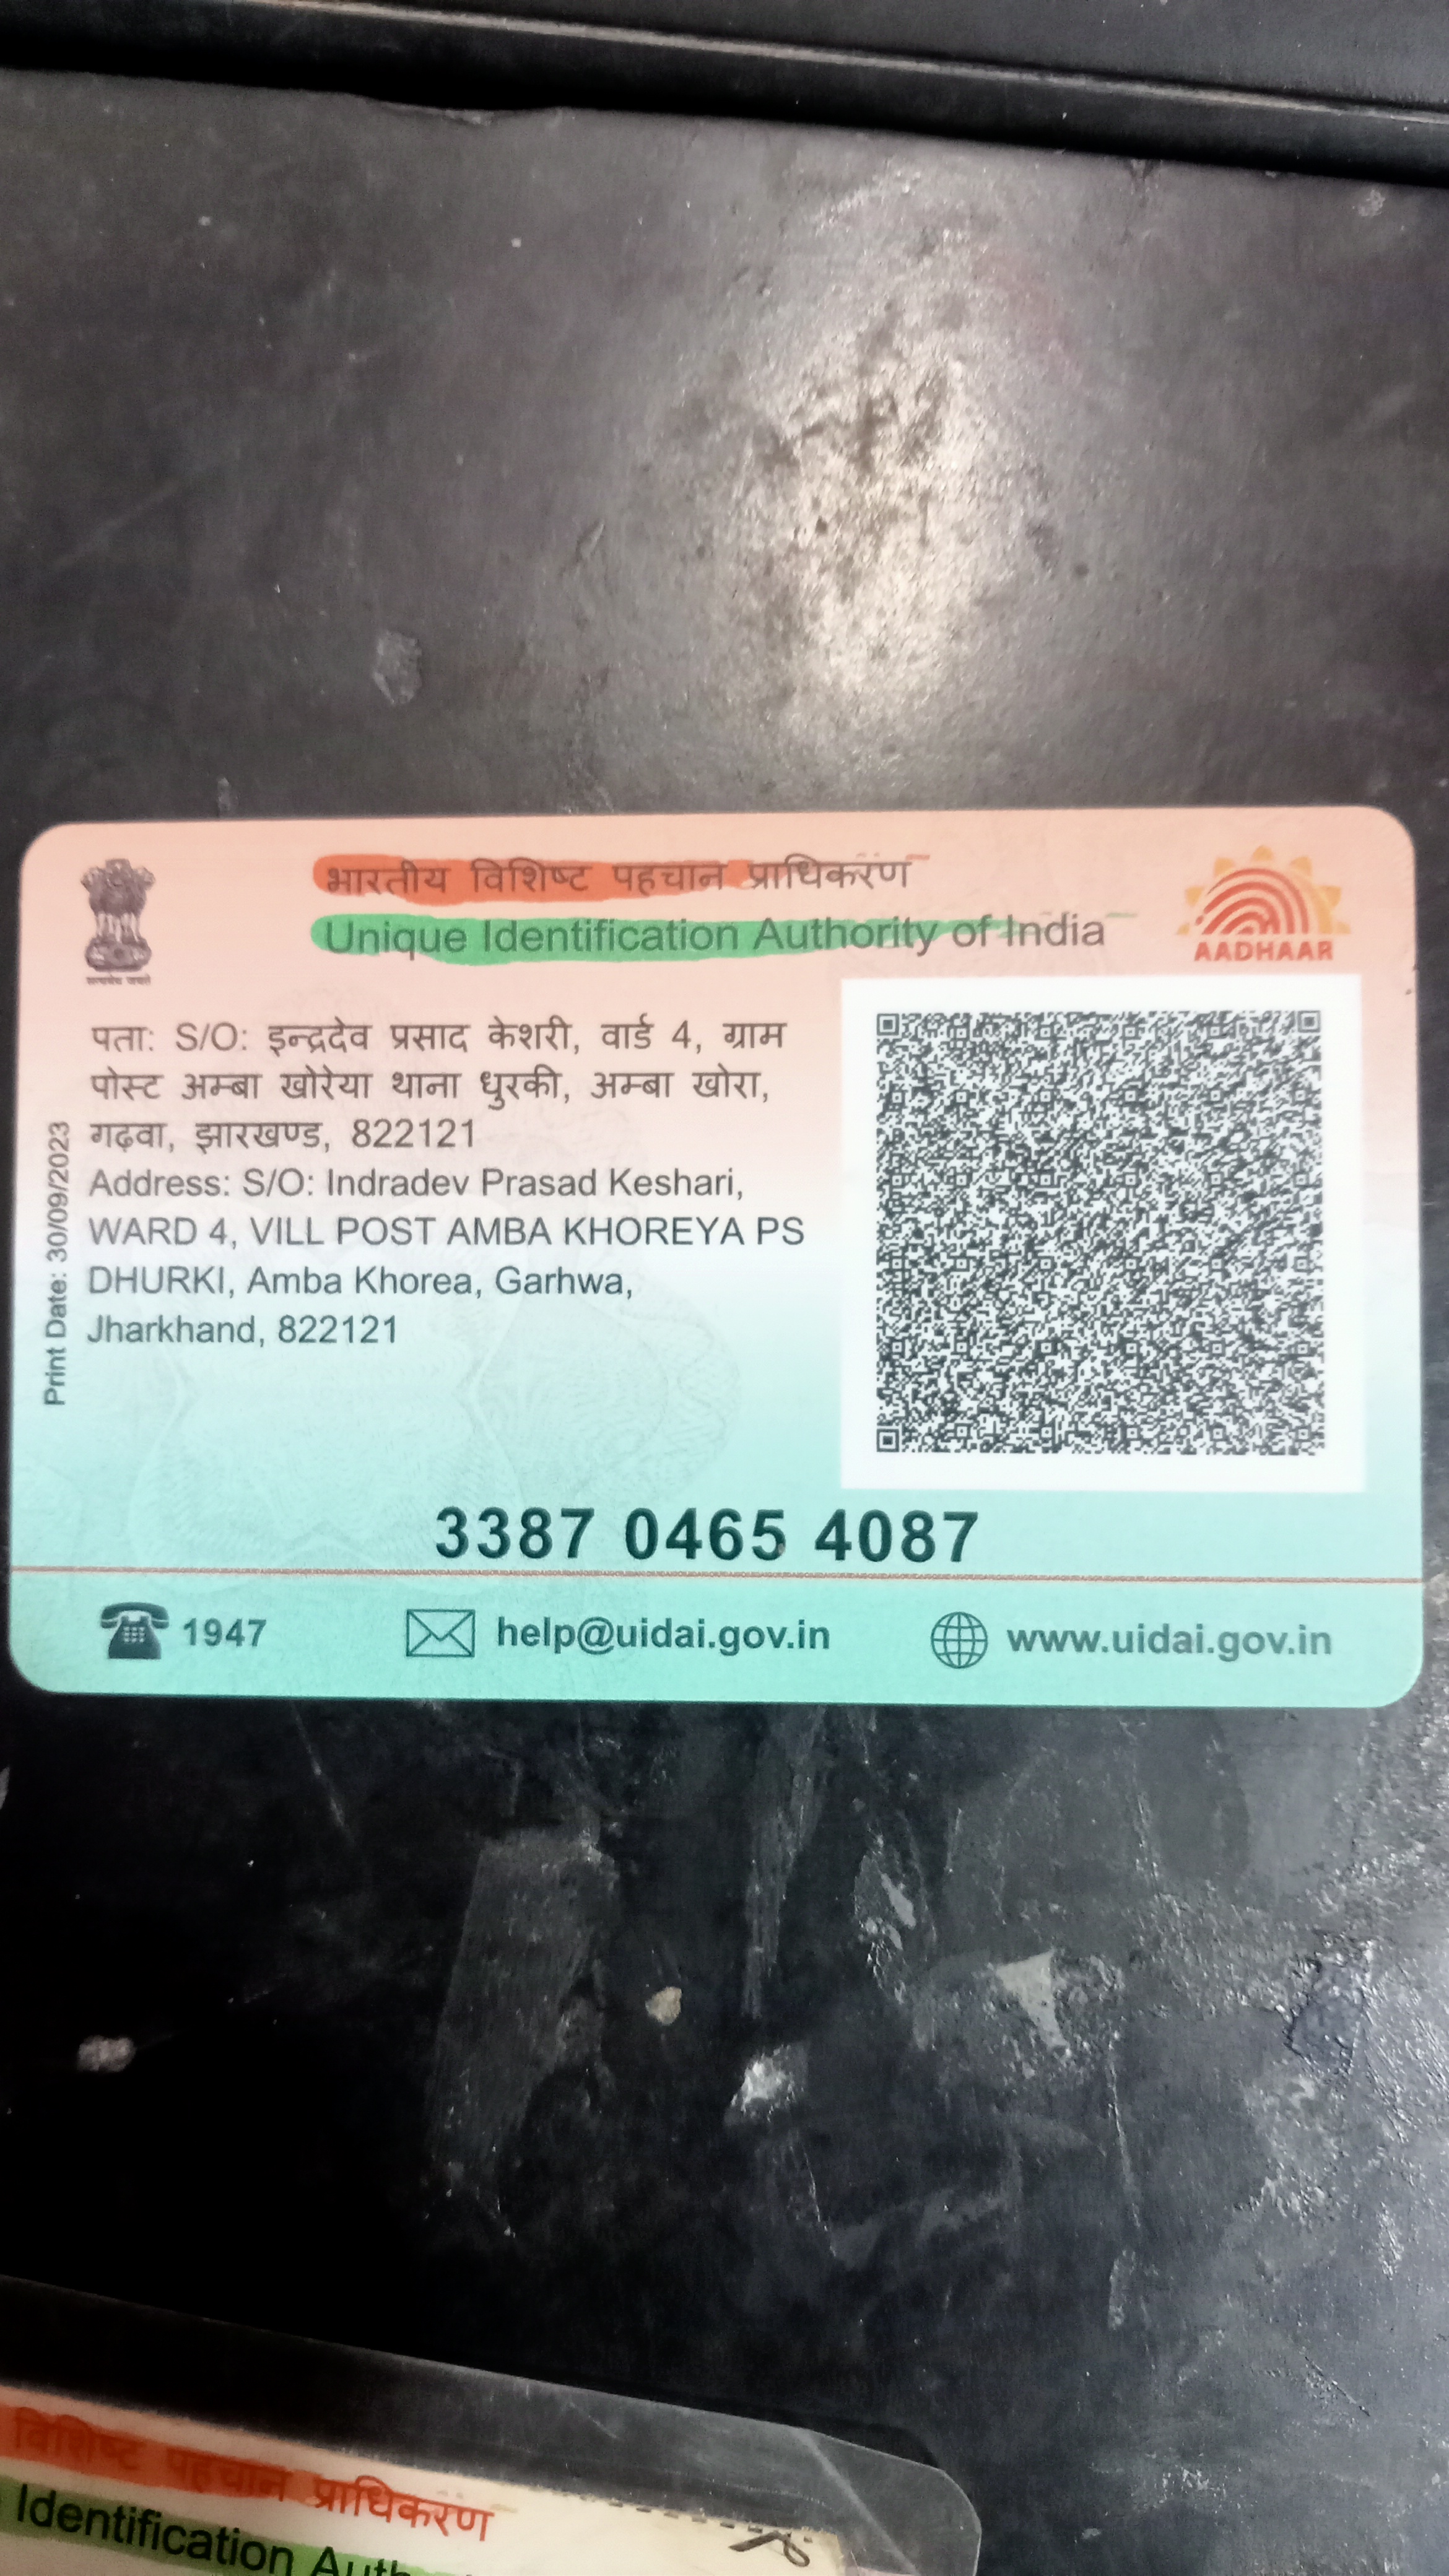 भारतीय विशिष्ट पहचान प्राधिकरण
Unique Identification Authority of India
AADHAAR
सत्यमेव जयते
पता: S/O: इन्द्रदेव प्रसाद केशरी, वार्ड 4, ग्राम
पोस्ट अम्बा खोरेया थाना धुरकी, अम्बा खोरा,
गढ़वा, झारखण्ड, 822121
Address: S/O: Indradev Prasad Keshari,
WARD 4, VILL POST AMBA KHOREYA PS
DHURKI, Amba Khorea, Garhwa,
Jharkhand, 822121
Print Date: 30/09/2023
3387 0465 4087
1947
help@uidai.gov.in
www.uidai.gov.in
विशिष्ट पहचान प्राधिकरण
Identification